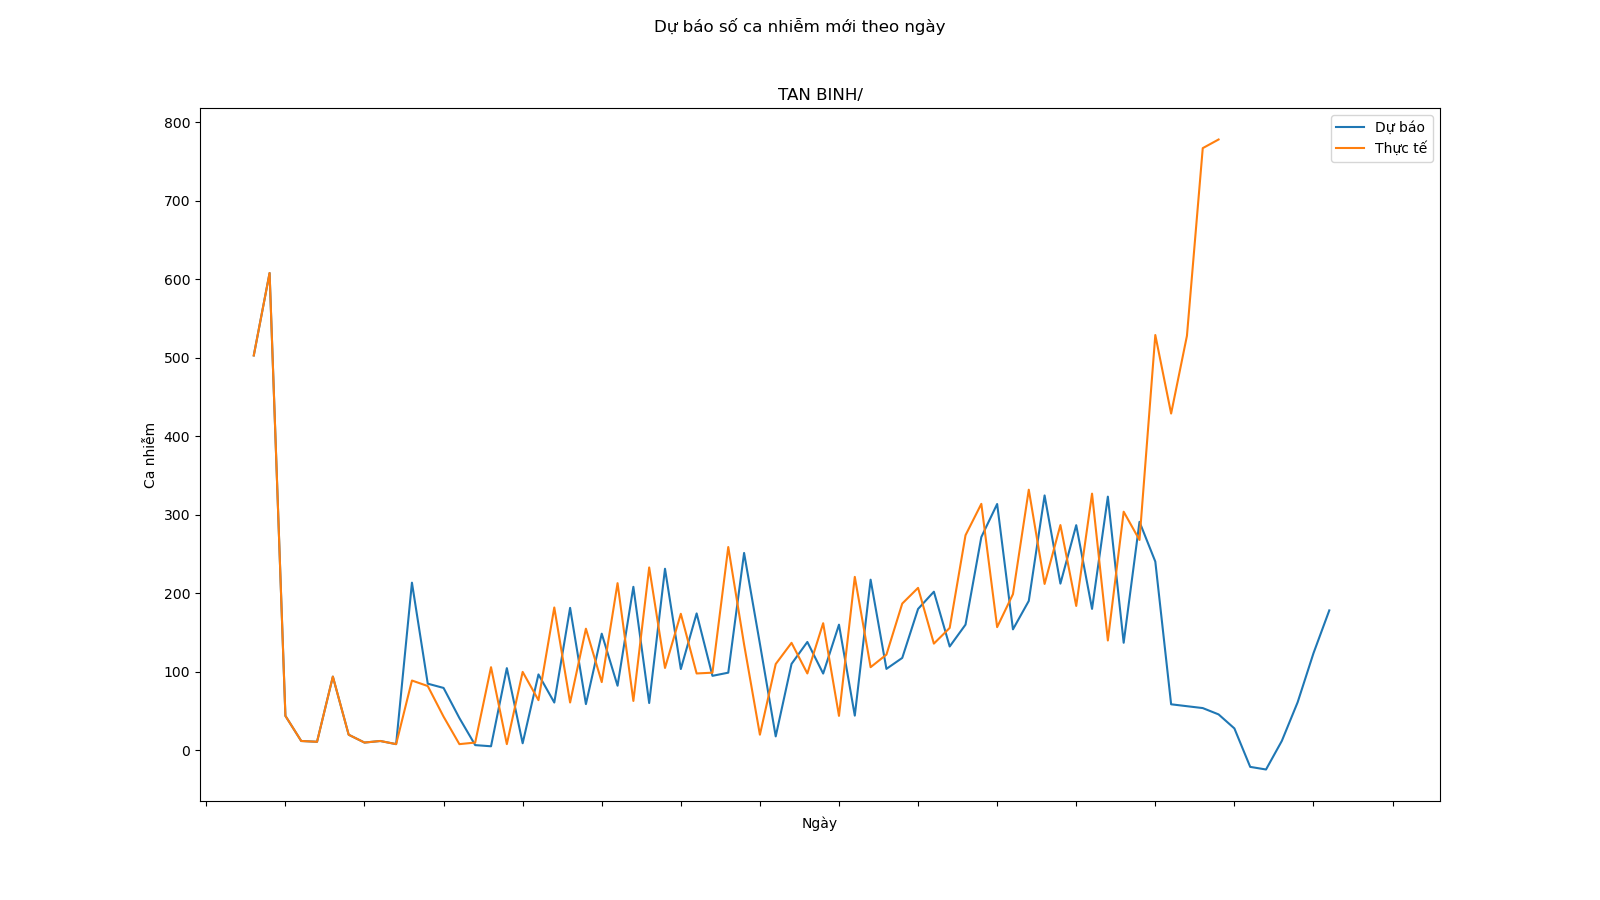 Dự báo số ca nhiễm mới theo ngày
TAN BINH/
Dự báo
Thực tế
800
700
600
500
400
300
200
100
0
Ca nhiễm
Ngày